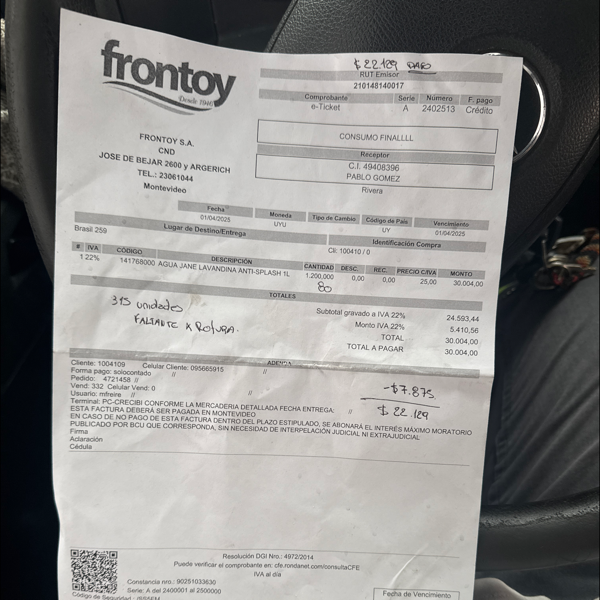 $ 22.129 PAGO
frontoy
Desde 1946
RUT Emisor
210148140017
Comprobante Serie Número F. pago
e-Ticket A 2402513 Crédito
CONSUMO FINALLLL
Receptor
C.I. 49408396
PABLO GOMEZ
Rivera
FRONTOY S.A.
CND
JOSE DE BEJAR 2600 y ARGERICH
TEL.: 23061044
Montevideo
Fecha Moneda Tipo de Cambio Código de País Vencimiento
01/04/2025 UYU UY 01/04/2025
Lugar de Destino/Entrega Identificación Compra
Brasil 259 Cli: 100410 / 0
# IVA CÓDIGO DESCRIPCIÓN CANTIDAD DESC. REC. PRECIO C/IVA MONTO
1 22% 141768000 AGUA JANE LAVANDINA ANTI-SPLASH 1L 1.200,000 0,00 0,00 25,00 30.004,00
80
TOTALES
315 unidades
FALTANTE X ROTURA.
Subtotal gravado a IVA 22% 24.593,44
Monto IVA 22% 5.410,56
TOTAL 30.004,00
TOTAL A PAGAR 30.004,00
ADENDA
Cliente: 1004109 Celular Cliente: 095665915 //
Forma pago: solocontado //
Pedido: 4721458 //
Vend: 332 Celular Vend: 0
Usuario: mfreire // //
-$7.875
$ 22.129
Terminal: PC-CRECIBI CONFORME LA MERCADERIA DETALLADA FECHA ENTREGA: //
ESTA FACTURA DEBERÁ SER PAGADA EN MONTEVIDEO
EN CASO DE NO PAGO DE ESTA FACTURA DENTRO DEL PLAZO ESTIPULADO, SE ABONARÁ EL INTERÉS MÁXIMO MORATORIO
PUBLICADO POR BCU QUE CORRESPONDA, SIN NECESIDAD DE INTERPELACIÓN JUDICIAL NI EXTRAJUDICIAL
Firma
Aclaración
Cédula
Resolución DGI Nro.: 4972/2014
Puede verificar el comprobante en: cfe.rondanet.com/consultaCFE
IVA al día
Constancia nro.: 90251033630
Serie: A del 2400001 al 2500000
Código de Seguridad
Fecha de Vencimiento